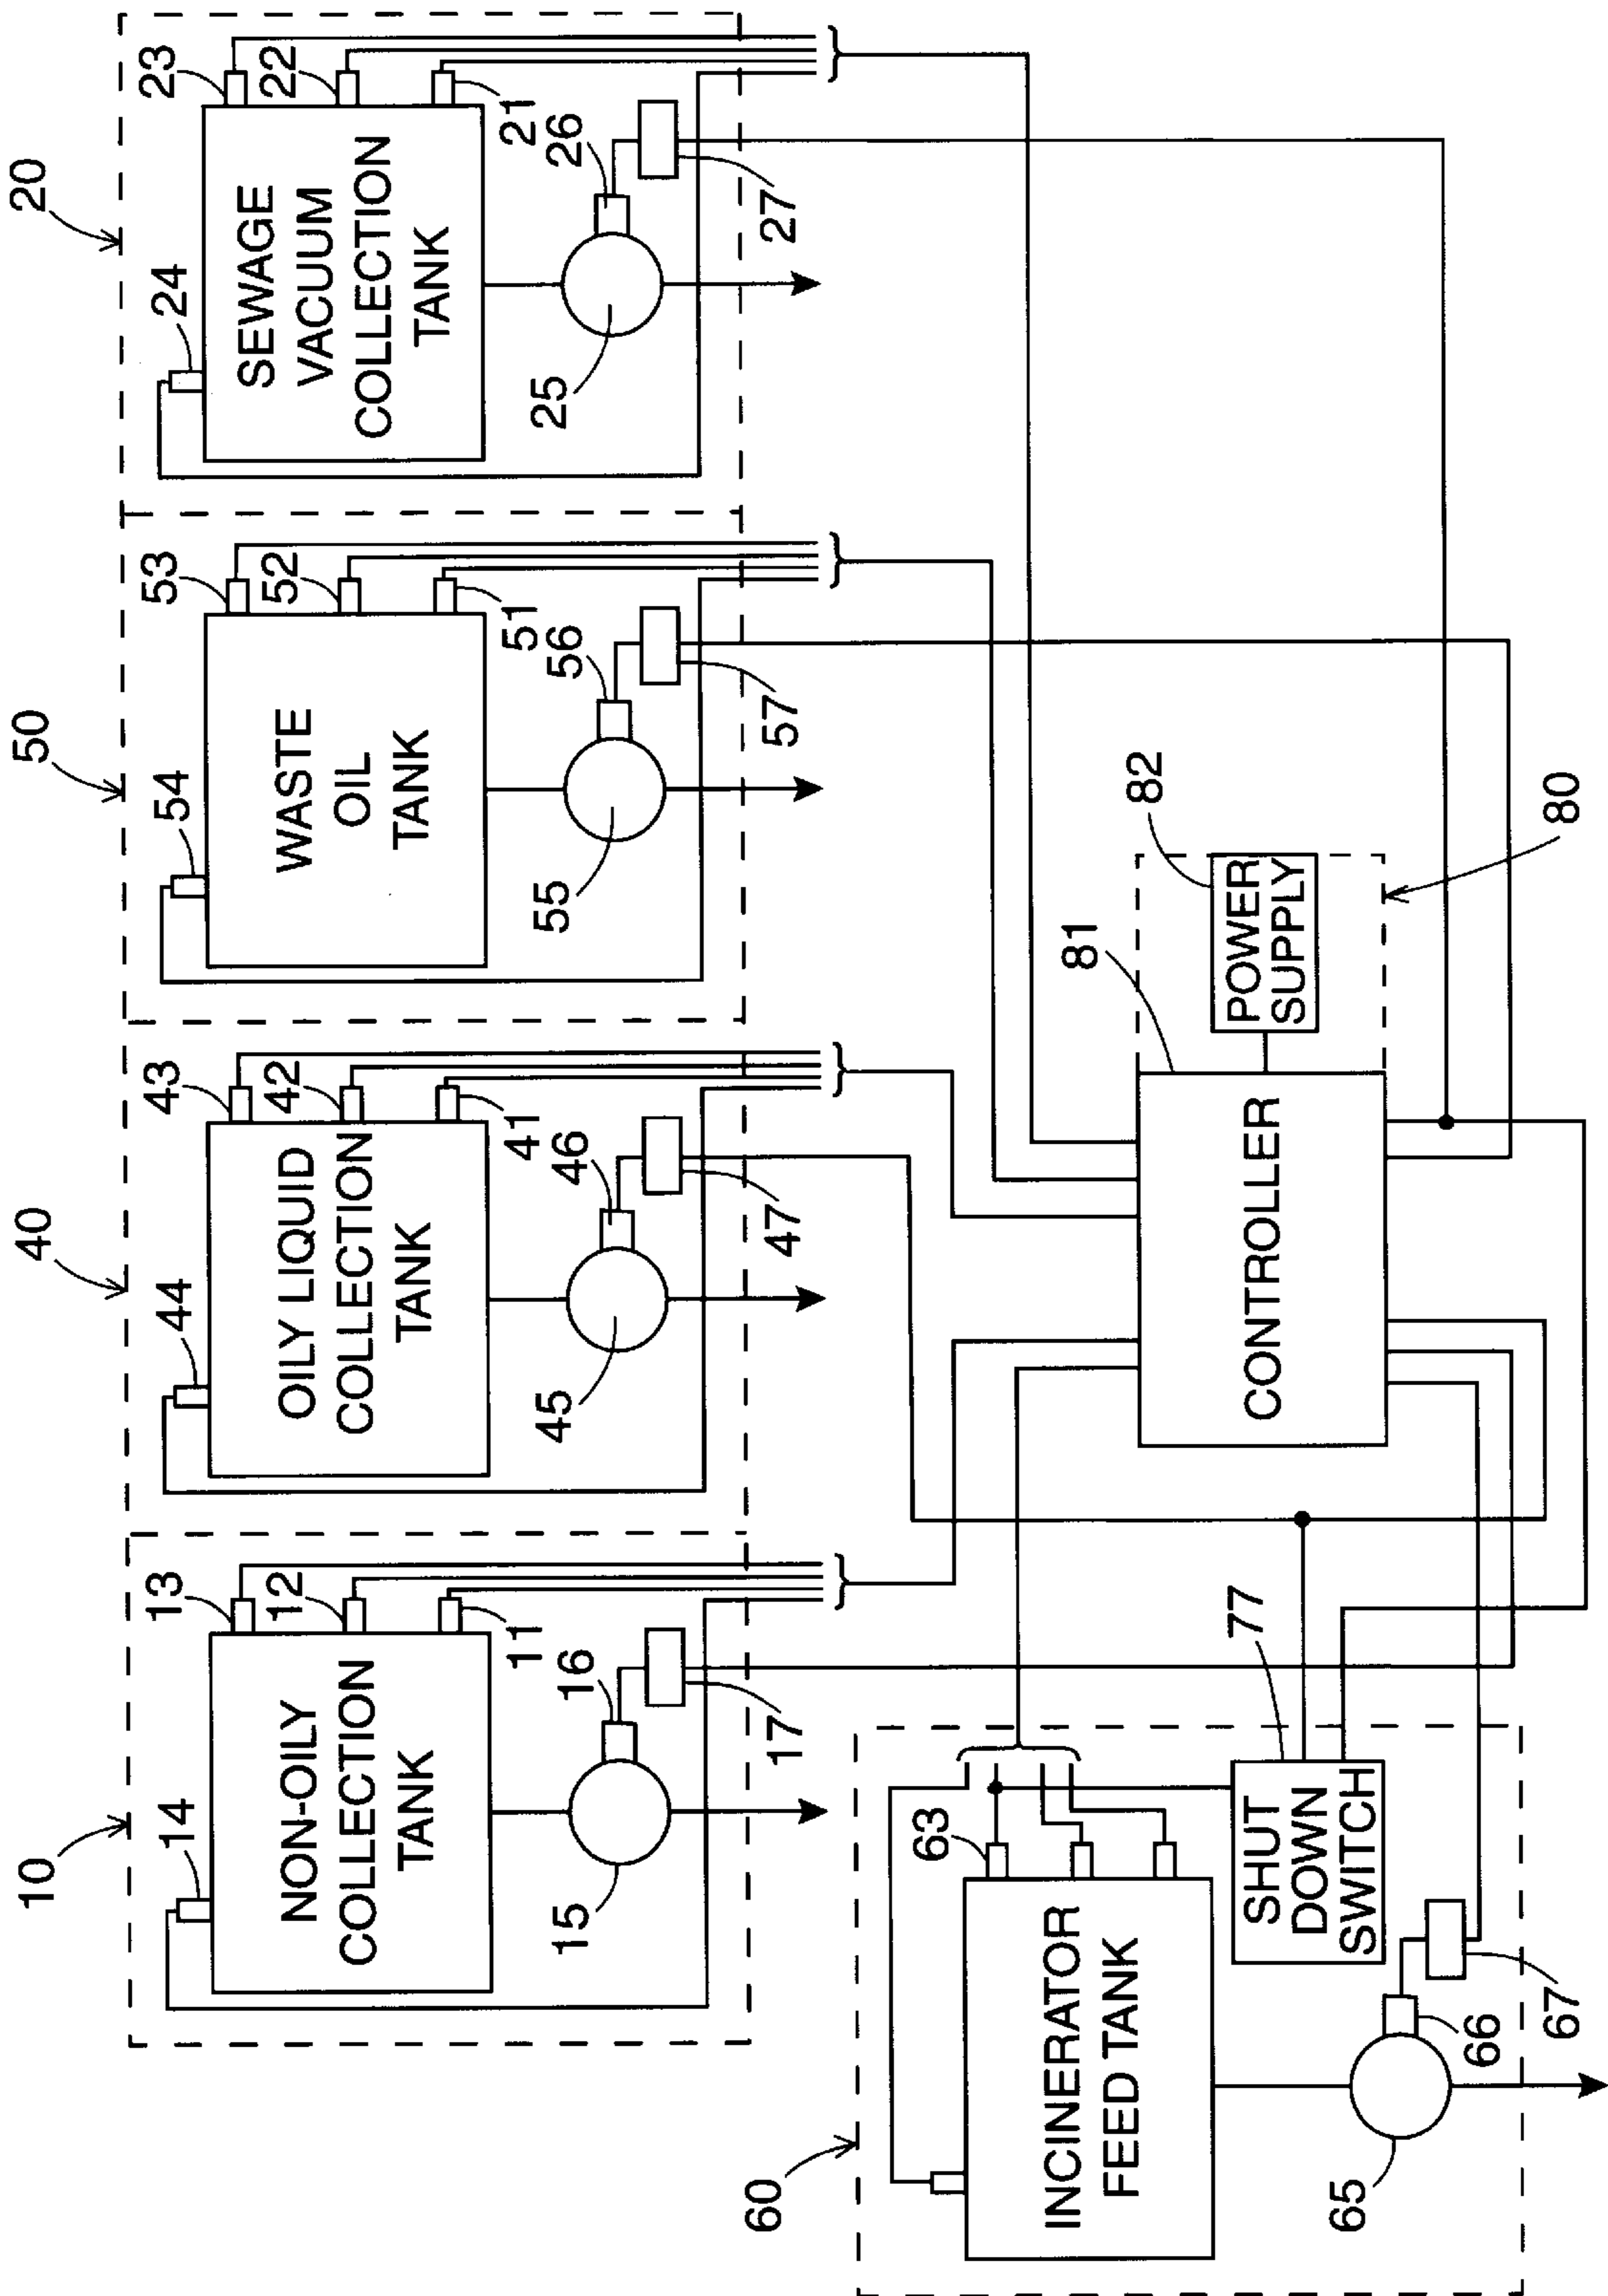 10
40
50
20
14
13
NON-OILY
COLLECTION
TANK
12
11
15
16
17
44
43
OILY LIQUID
COLLECTION
TANK
42
41
45
46
47
54
53
WASTE
OIL
TANK
52
51
55
56
57
24
23
SEWAGE
VACUUM
COLLECTION
TANK
22
21
25
26
27
60
63
INCINERATOR
FEED TANK
77
SHUT
DOWN
SWITCH
65
66
67
81
CONTROLLER
82
POWER
SUPPLY
80